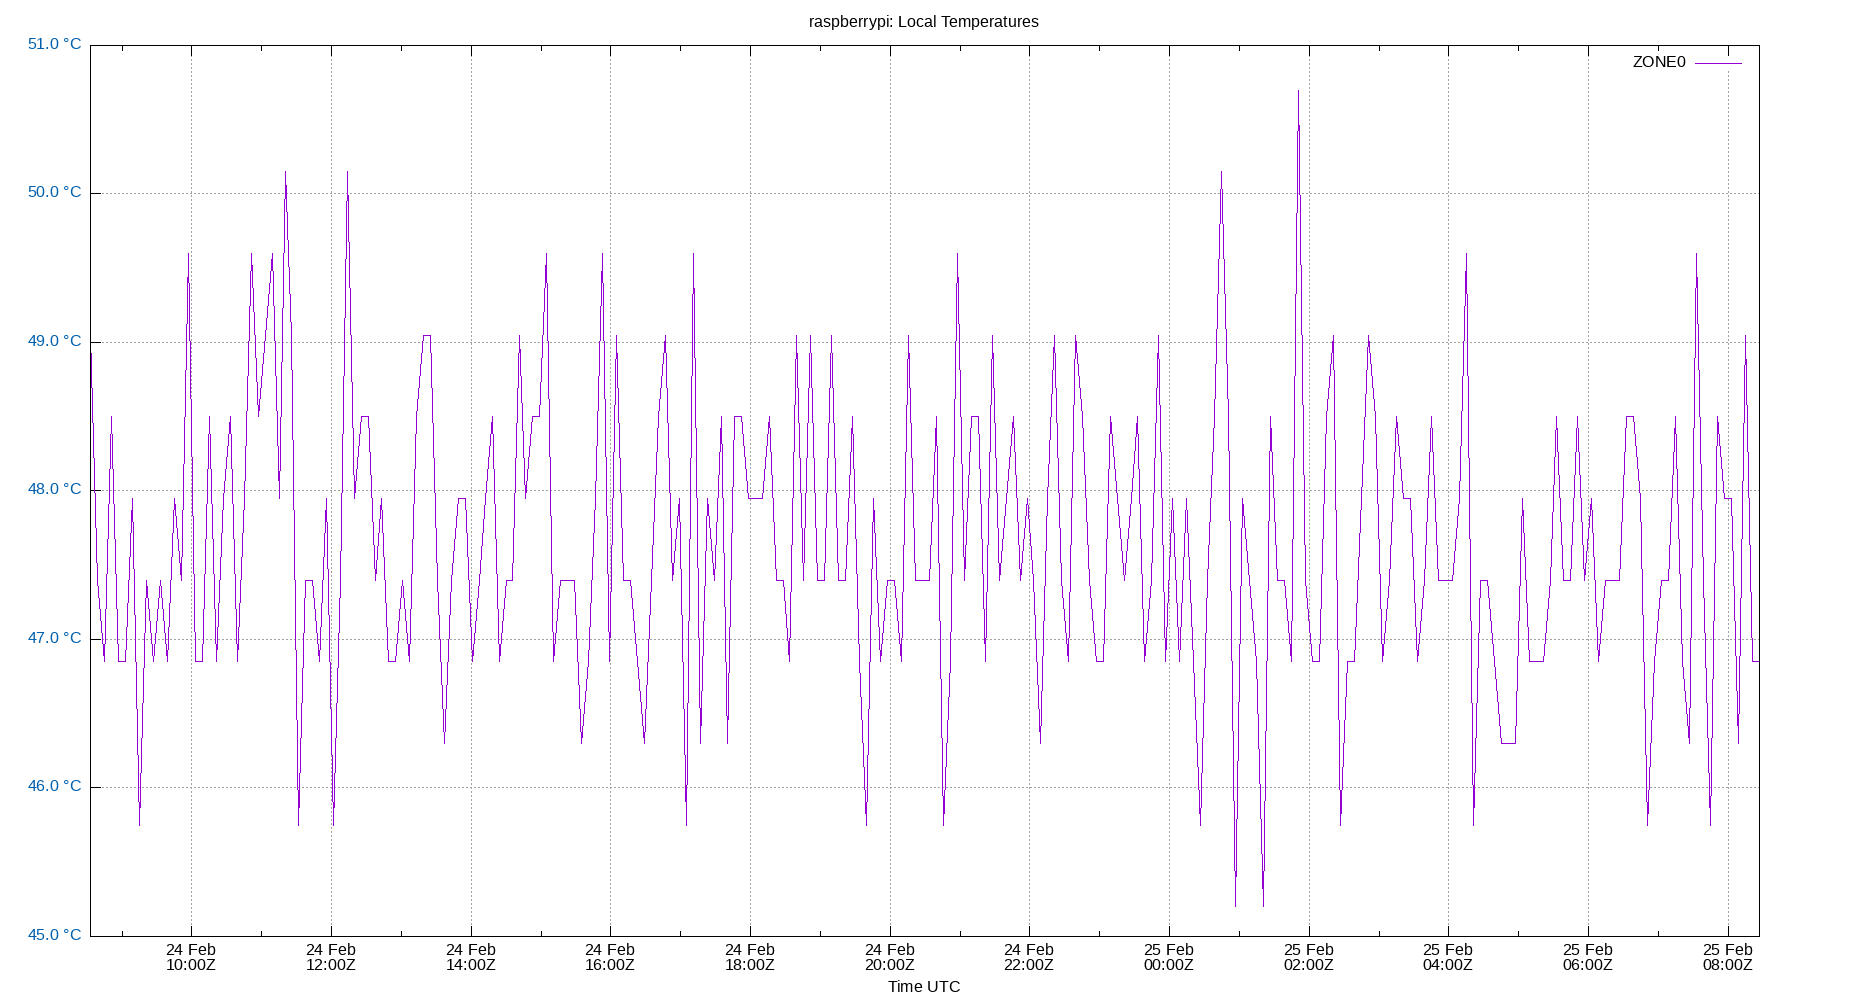 raspberrypi: Local Temperatures
51.0 °C
ZONE0
50.0 °C
49.0 °C
48.0 °C
47.0 °C
46.0 °C
45.0 °C
24 Feb 24 Feb 24 Feb 24 Feb 24 Feb 24 Feb 24 Feb 25 Feb 25 Feb 25 Feb 25 Feb 25 Feb
10:00Z 12:00Z 14:00Z 16:00Z 18:00Z 20:00Z 22:00Z 00:00Z 02:00Z 04:00Z 06:00Z 08:00Z
Time UTC